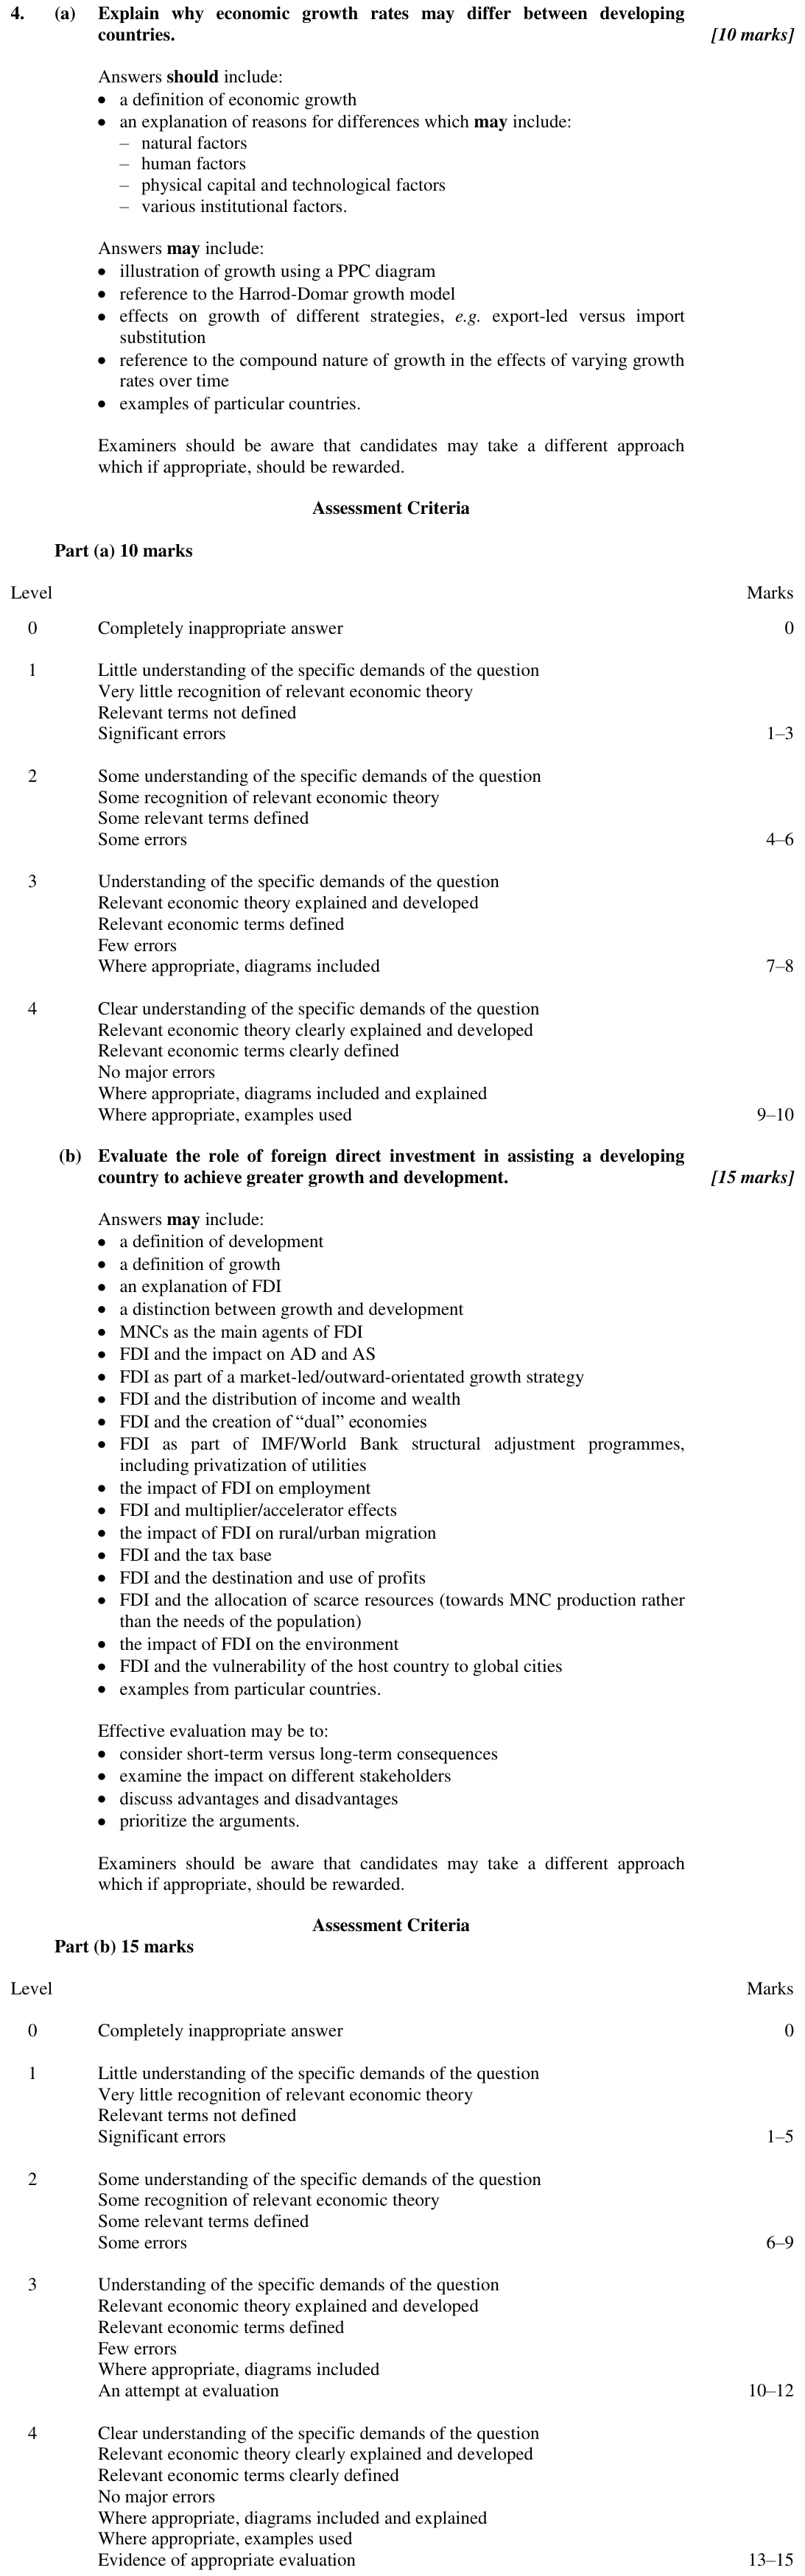 4. (a) Explain why economic growth rates may differ between developing
countries. [10 marks]
Answers should include:
• a definition of economic growth
• an explanation of reasons for differences which may include:
– natural factors
– human factors
– physical capital and technological factors
– various institutional factors.
Answers may include:
• illustration of growth using a PPC diagram
• reference to the Harrod-Domar growth model
• effects on growth of different strategies, e.g. export-led versus import
substitution
• reference to the compound nature of growth in the effects of varying growth
rates over time
• examples of particular countries.
Examiners should be aware that candidates may take a different approach
which if appropriate, should be rewarded.
Assessment Criteria
Part (a) 10 marks
Level Marks
0 Completely inappropriate answer 0
1 Little understanding of the specific demands of the question
Very little recognition of relevant economic theory
Relevant terms not defined
Significant errors 1–3
2 Some understanding of the specific demands of the question
Some recognition of relevant economic theory
Some relevant terms defined
Some errors 4–6
3 Understanding of the specific demands of the question
Relevant economic theory explained and developed
Relevant economic terms defined
Few errors
Where appropriate, diagrams included 7–8
4 Clear understanding of the specific demands of the question
Relevant economic theory clearly explained and developed
Relevant economic terms clearly defined
No major errors
Where appropriate, diagrams included and explained
Where appropriate, examples used 9–10
(b) Evaluate the role of foreign direct investment in assisting a developing
country to achieve greater growth and development. [15 marks]
Answers may include:
• a definition of development
• a definition of growth
• an explanation of FDI
• a distinction between growth and development
• MNCs as the main agents of FDI
• FDI and the impact on AD and AS
• FDI as part of a market-led/outward-orientated growth strategy
• FDI and the distribution of income and wealth
• FDI and the creation of “dual” economies
• FDI as part of IMF/World Bank structural adjustment programmes,
including privatization of utilities
• the impact of FDI on employment
• FDI and multiplier/accelerator effects
• the impact of FDI on rural/urban migration
• FDI and the tax base
• FDI and the destination and use of profits
• FDI and the allocation of scarce resources (towards MNC production rather
than the needs of the population)
• the impact of FDI on the environment
• FDI and the vulnerability of the host country to global cities
• examples from particular countries.
Effective evaluation may be to:
• consider short-term versus long-term consequences
• examine the impact on different stakeholders
• discuss advantages and disadvantages
• prioritize the arguments.
Examiners should be aware that candidates may take a different approach
which if appropriate, should be rewarded.
Assessment Criteria
Part (b) 15 marks
Level Marks
0 Completely inappropriate answer 0
1 Little understanding of the specific demands of the question
Very little recognition of relevant economic theory
Relevant terms not defined
Significant errors 1–5
2 Some understanding of the specific demands of the question
Some recognition of relevant economic theory
Some relevant terms defined
Some errors 6–9
3 Understanding of the specific demands of the question
Relevant economic theory explained and developed
Relevant economic terms defined
Few errors
Where appropriate, diagrams included
An attempt at evaluation 10–12
4 Clear understanding of the specific demands of the question
Relevant economic theory clearly explained and developed
Relevant economic terms clearly defined
No major errors
Where appropriate, diagrams included and explained
Where appropriate, examples used
Evidence of appropriate evaluation 13–15